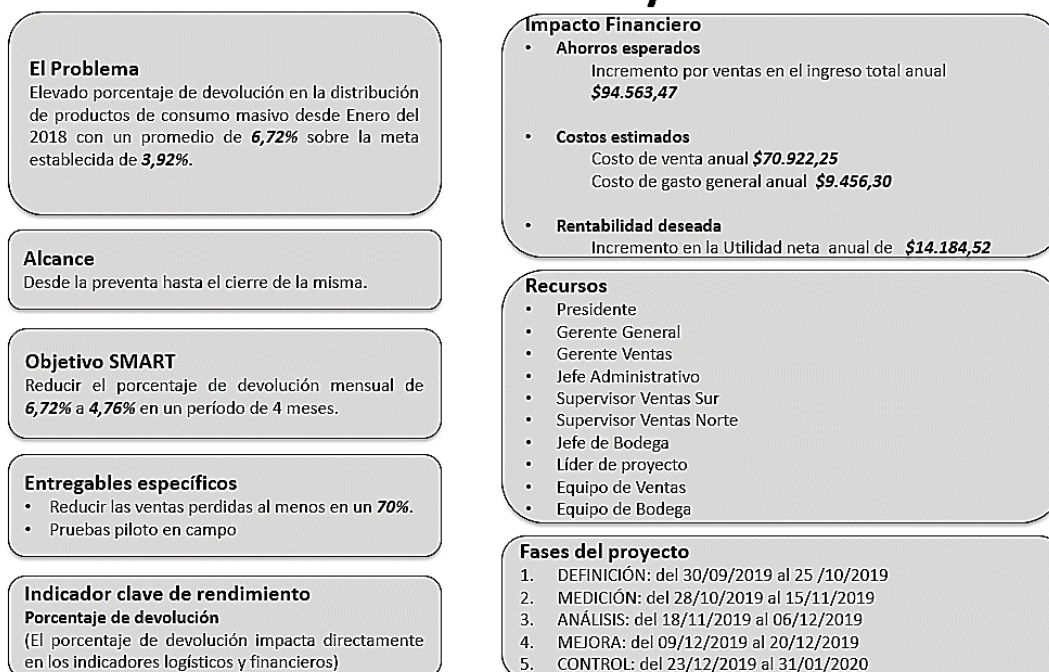 El Problema
Elevado porcentaje de devolución en la distribución
de productos de consumo masivo desde Enero del
2018 con un promedio de 6,72% sobre la meta
establecida de 3,92%.
Alcance
Desde la preventa hasta el cierre de la misma.
Objetivo SMART
Reducir el porcentaje de devolución mensual de
6,72% a 4,76% en un período de 4 meses.
Entregables específicos
• Reducir las ventas perdidas al menos en un 70%.
• Pruebas piloto en campo
Indicador clave de rendimiento
Porcentaje de devolución
(El porcentaje de devolución impacta directamente
en los indicadores logísticos y financieros)
Impacto Financiero
• Ahorros esperados
Incremento por ventas en el ingreso total anual
$94.563,47
• Costos estimados
Costo de venta anual $70.922,25
Costo de gasto general anual $9.456,30
• Rentabilidad deseada
Incremento en la Utilidad neta anual de $14.184,52
Recursos
• Presidente
• Gerente General
• Gerente Ventas
• Jefe Administrativo
• Supervisor Ventas Sur
• Supervisor Ventas Norte
• Jefe de Bodega
• Líder de proyecto
• Equipo de Ventas
• Equipo de Bodega
Fases del proyecto
1. DEFINICIÓN: del 30/09/2019 al 25 /10/2019
2. MEDICIÓN: del 28/10/2019 al 15/11/2019
3. ANÁLISIS: del 18/11/2019 al 06/12/2019
4. MEJORA: del 09/12/2019 al 20/12/2019
5. CONTROL: del 23/12/2019 al 31/01/2020